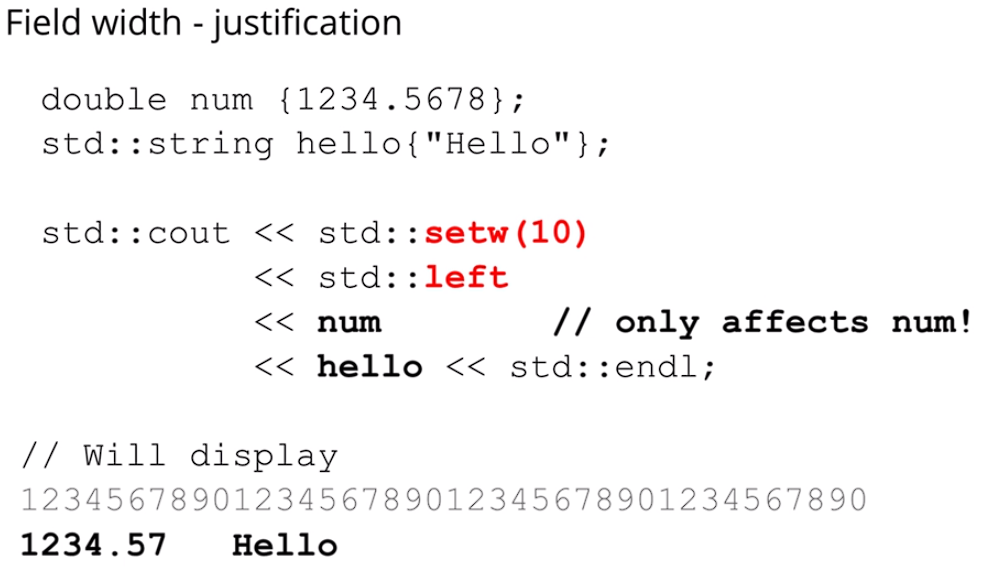 Field width - justification
double num {1234.5678};
std::string hello{"Hello"};
std::cout << std::setw(10)
<< std::left
<< num // only affects num!
<< hello << std::endl;
// Will display
1234567890123456789012345678901234567890
1234.57   Hello